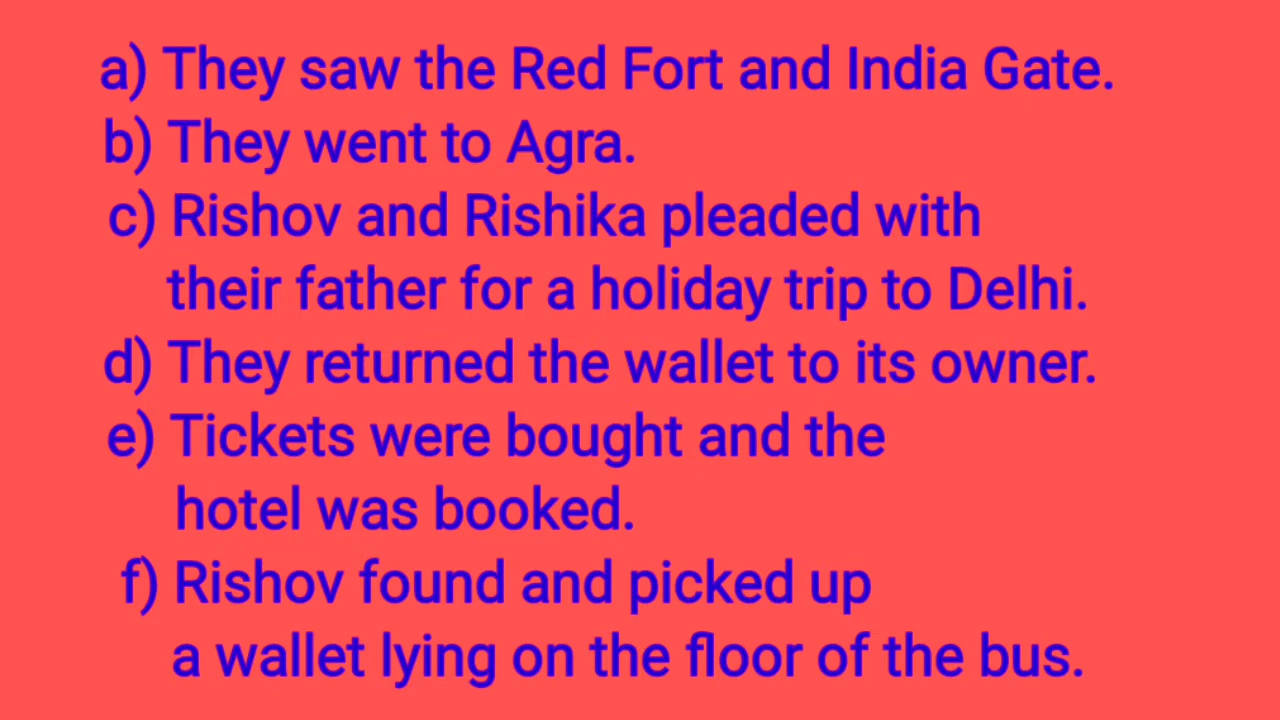 a) They saw the Red Fort and India Gate.
b) They went to Agra.
c) Rishov and Rishika pleaded with
their father for a holiday trip to Delhi.
d) They returned the wallet to its owner.
e) Tickets were bought and the
hotel was booked.
f) Rishov found and picked up
a wallet lying on the floor of the bus.